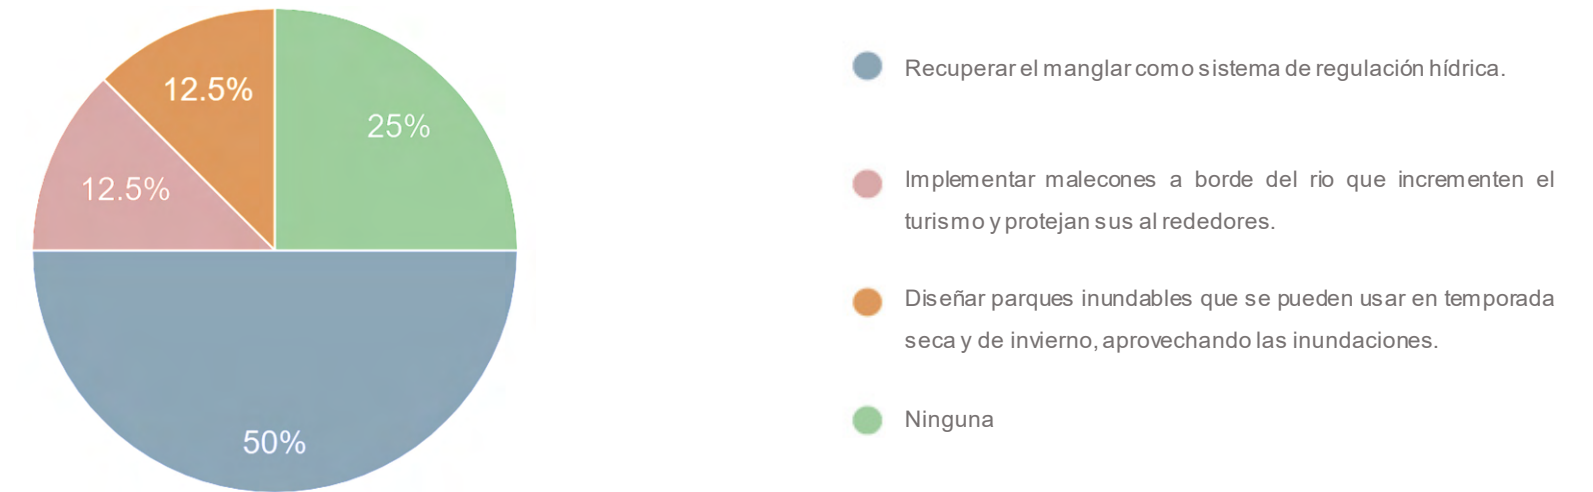 12.5%
25%
12.5%
50%
Recuperar el manglar como sistema de regulación hídrica.
Implementar malecones a borde del rio que incrementen el
turismo y protejan sus al rededores.
Diseñar parques inundables que se pueden usar en temporada
seca y de invierno, aprovechando las inundaciones.
Ninguna